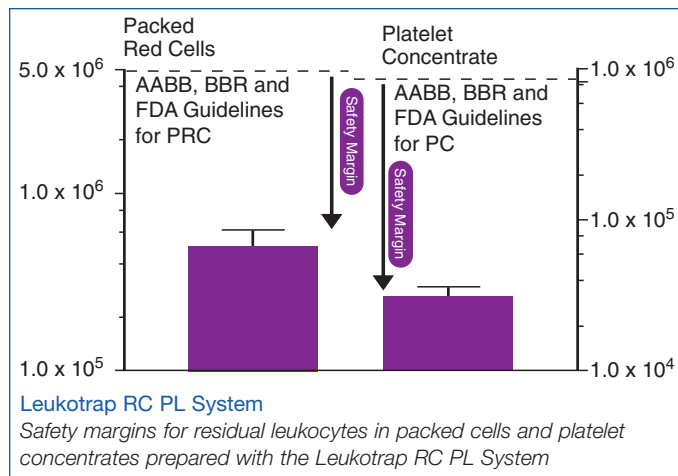 Packed
Red Cells
Platelet
Concentrate
5.0 x 10⁶
1.0 x 10⁶
AABB, BBR and
FDA Guidelines
for PRC
Safety Margin
AABB, BBR and
FDA Guidelines
for PC
Safety Margin
1.0 x 10⁶
1.0 x 10⁵
1.0 x 10⁵
1.0 x 10⁴
Leukotrap RC PL System
Safety margins for residual leukocytes in packed cells and platelet
concentrates prepared with the Leukotrap RC PL System